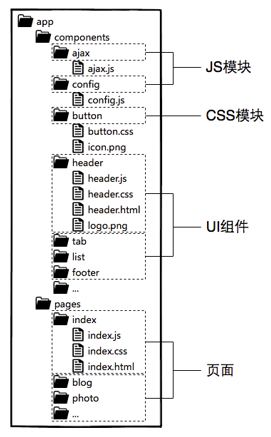 app
components
ajax
ajax.js
JS模块
config
config.js
button
CSS模块
button.css
icon.png
header
header.js
header.css
header.html
logo.png
UI组件
tab
list
footer
...
pages
index
index.js
index.css
index.html
页面
blog
photo
...